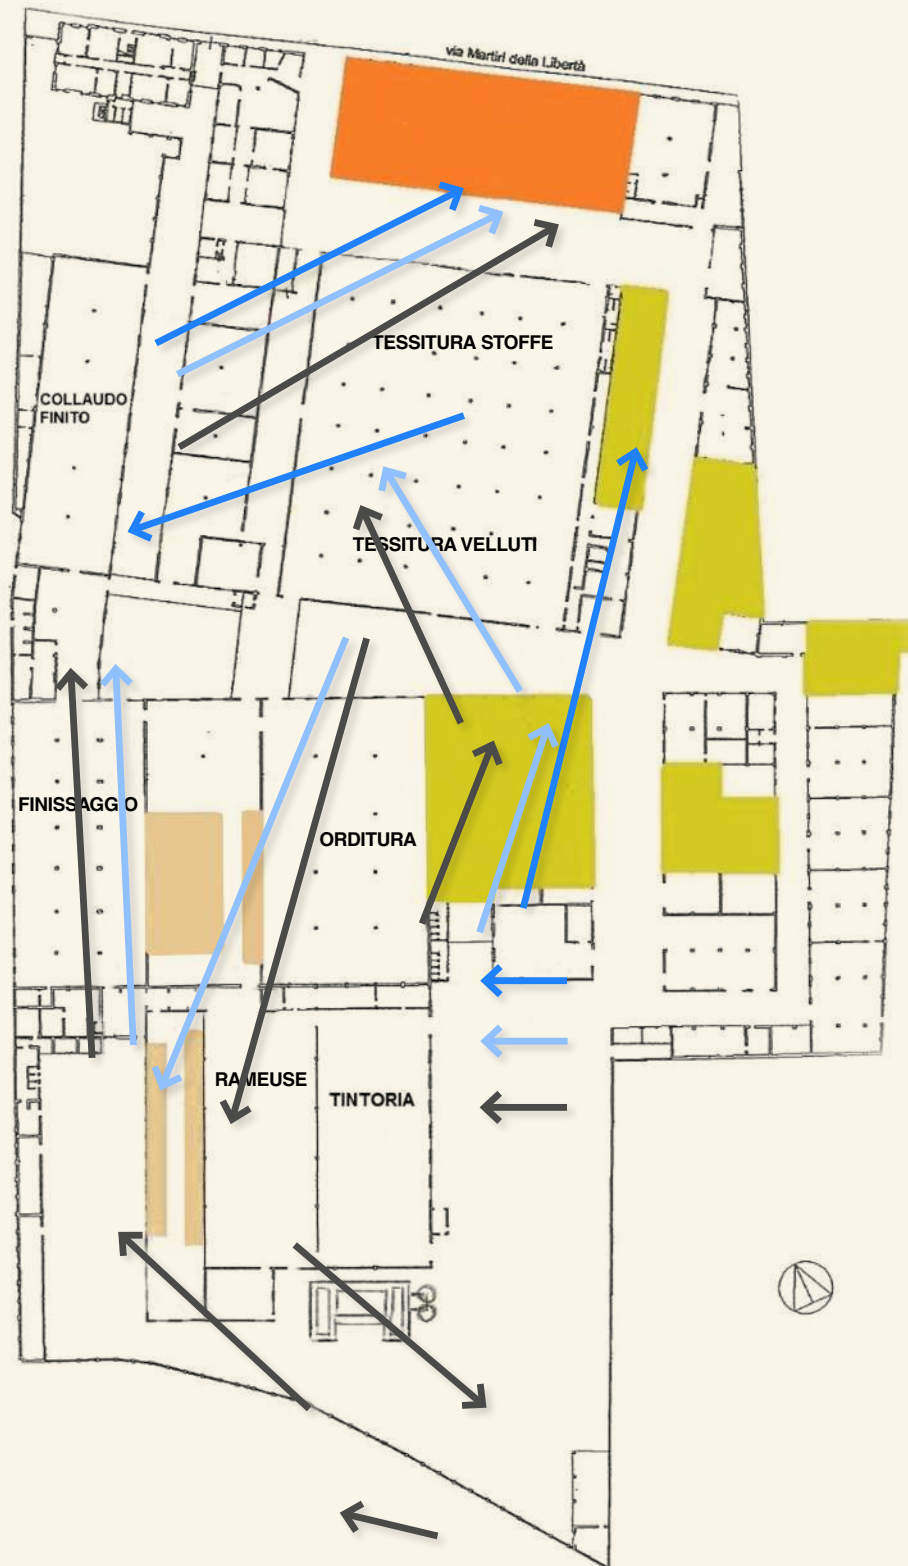 via Martiri della Libertà
TESSITURA STOFFE
COLLAUDO
FINITO
TESSITURA VELLUTI
FINISSAGGIO
ORDITURA
RAMEUSE
TINTORIA